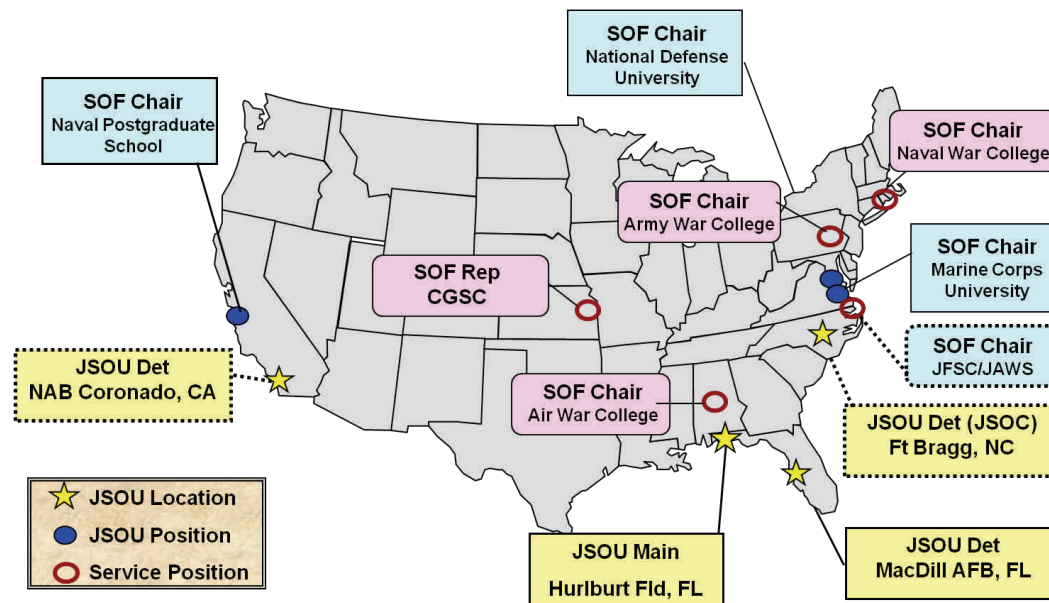 SOF Chair
National Defense
University
SOF Chair
Naval Postgraduate
School
SOF Chair
Naval War College
SOF Chair
Army War College
SOF Chair
Marine Corps
University
SOF Rep
CGSC
SOF Chair
JFSC/JAWS
JSOU Det
NAB Coronado, CA
SOF Chair
Air War College
JSOU Det (JSOC)
Ft Bragg, NC
JSOU Location
JSOU Position
Service Position
JSOU Main
Hurlburt Fld, FL
JSOU Det
MacDill AFB, FL